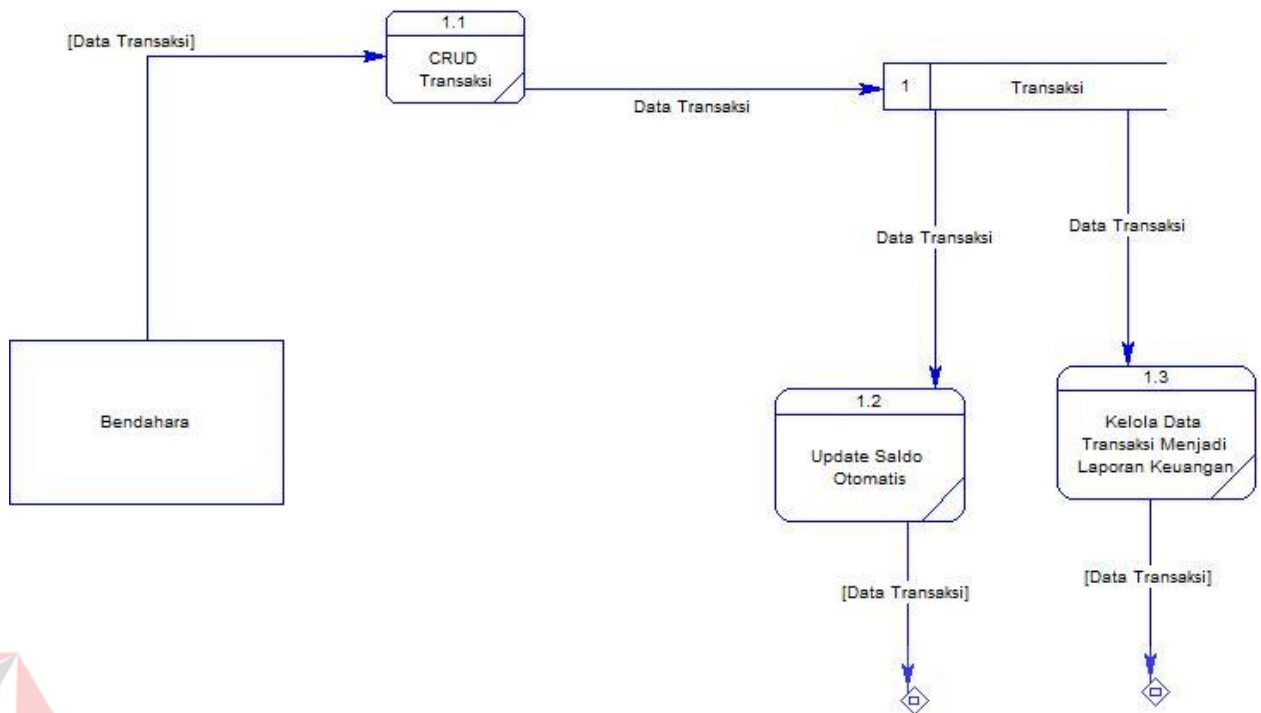 1.1
[Data Transaksi]
CRUD
Transaksi
1
Transaksi
Data Transaksi
Data Transaksi
Data Transaksi
1.3
1.2
Bendahara
Kelola Data
Transaksi Menjadi
Laporan Keuangan
Update Saldo
Otomatis
[Data Transaksi]
[Data Transaksi]